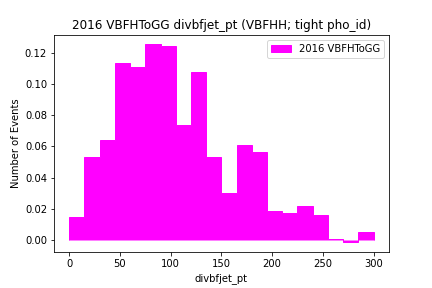 2016 VBFHToGG divbfjet_pt (VBFHH; tight pho_id)
2016 VBFHToGG
Number of Events
0.12
0.10
0.08
0.06
0.04
0.02
0.00
0 50 100 150 200 250 300
divbfjet_pt